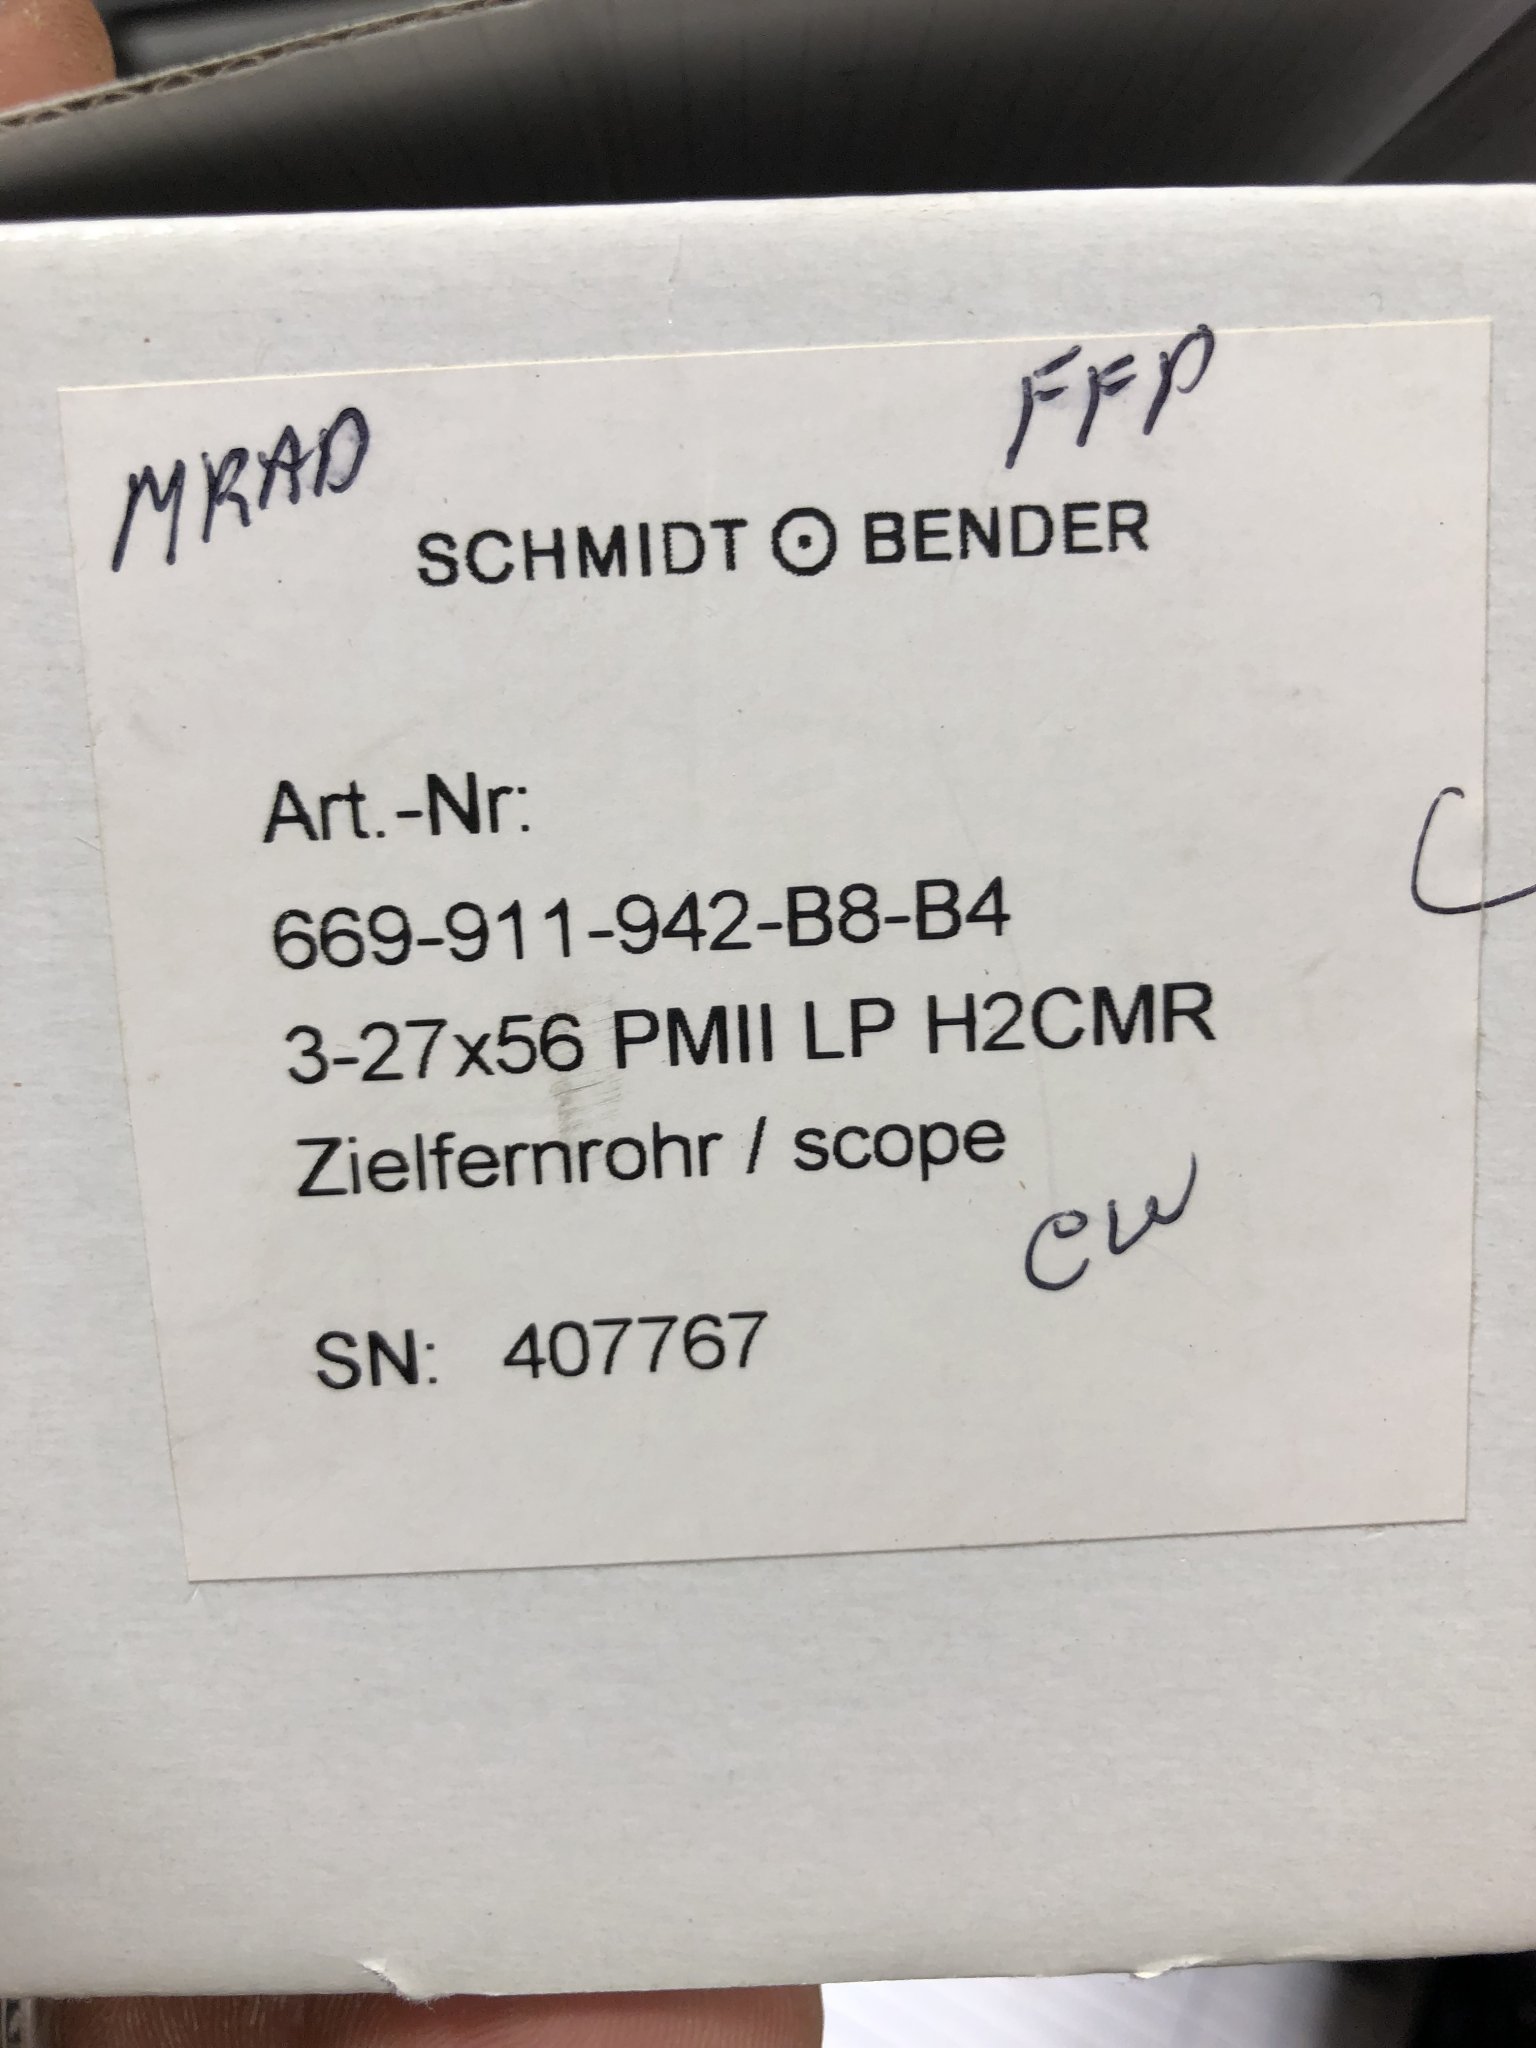 MRAD
FFP
SCHMIDT BENDER
Art.-Nr:
669-911-942-B8-B4
3-27x56 PMII LP H2CMR
Zielfernrohr / scope
CW
SN: 407767
C